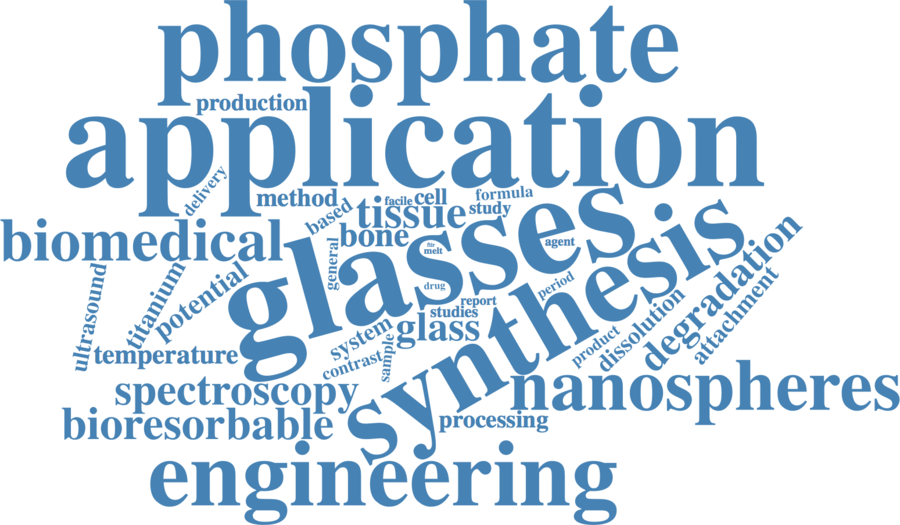 phosphate
production
application
delivery
method
facile
cell
formula
based
tissue
study
biomedical
bone
general
glasses
für
melt
agent
drug
synthesis
ultrasound
titanium
potential
period
report
studies
degradation
attachment
system
glass
product
dissolution
temperature
contrast
sample
spectroscopy
nanospheres
bioresorbable
processing
engineering